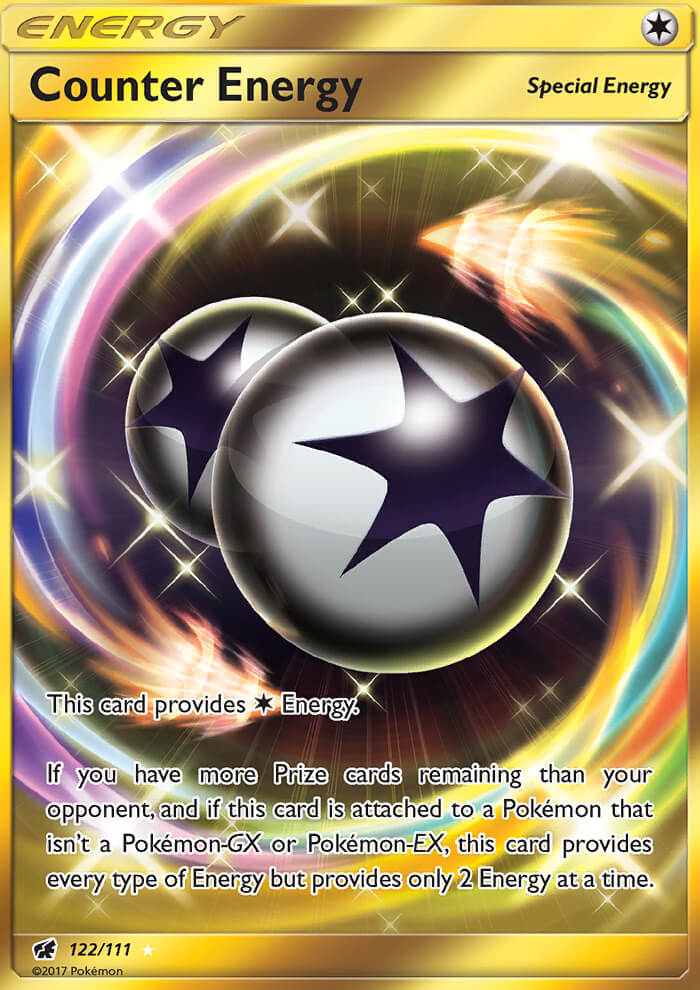 ENERGY
Counter Energy
Special Energy
This card provides Energy.
If you have more Prize cards remaining than your
opponent, and if this card is attached to a Pokémon that
isn't a Pokémon-GX or Pokémon-EX, this card provides
every type of Energy but provides only 2 Energy at a time.
122/111
©2017 Pokémon